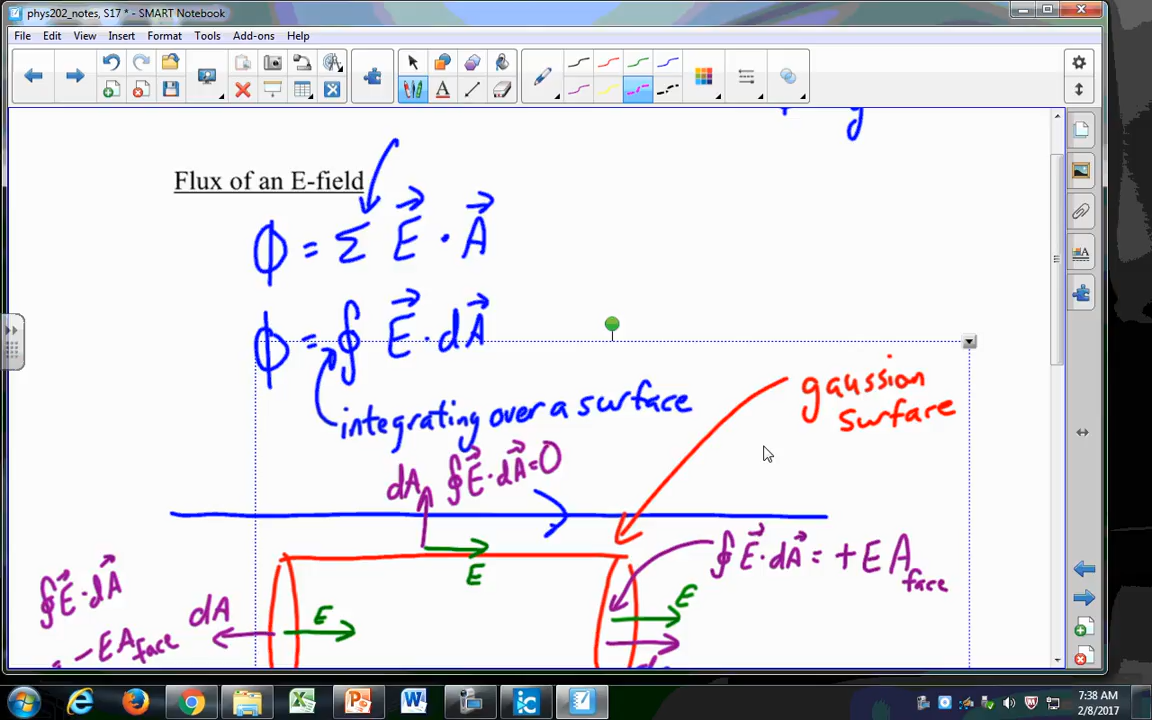 phys202_notes, S17 * - SMART Notebook
File Edit View Insert Format Tools Add-ons Help
Flux of an E-field
ϕ = Σ E⃗ · A⃗
ϕ = ∮ E⃗ · dA⃗
integrating over a surface
gaussion
surface
dA ∮E⃗·dA⃗=0
E
∮E⃗·dA⃗ = +EA face
∮E⃗·dA⃗
= -EA face
dA
E
E
7:38 AM
2/8/2017